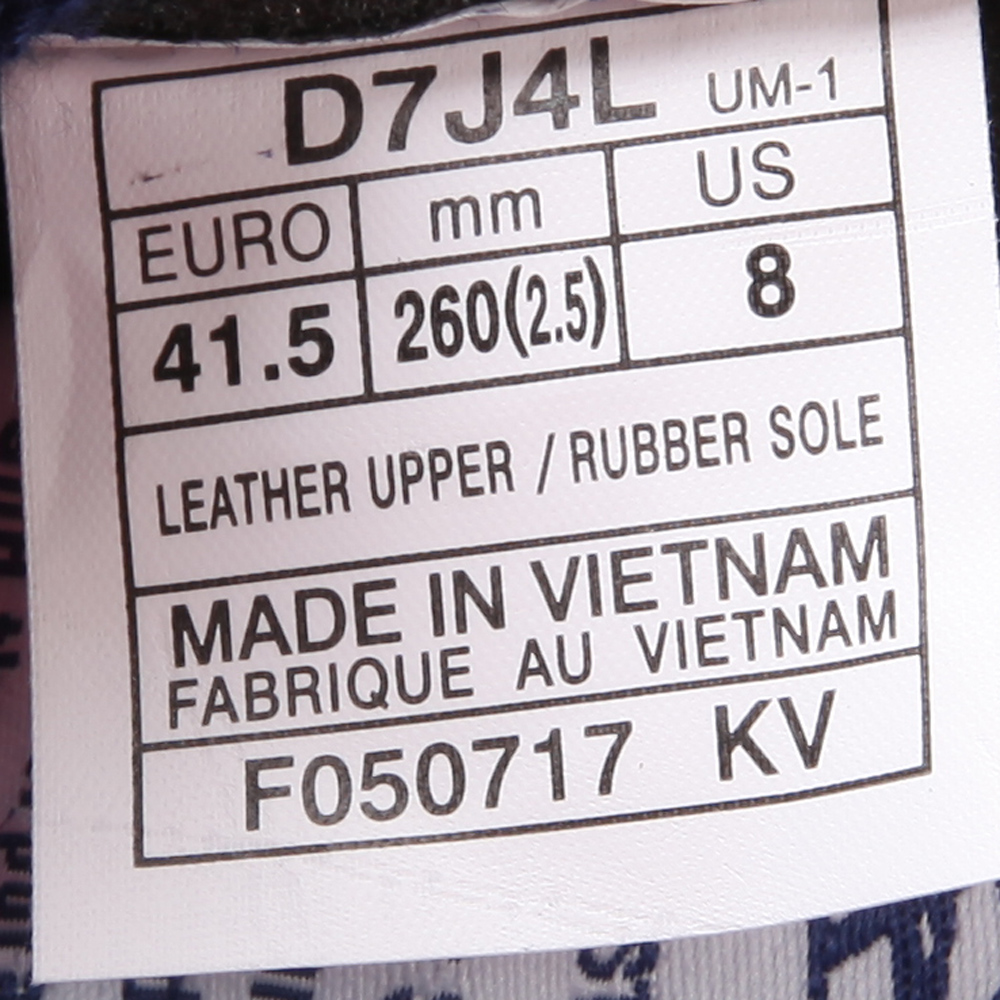 D7J4L UM-1
EURO mm US
41.5 260(2.5) 8
LEATHER UPPER / RUBBER SOLE
MADE IN VIETNAM
FABRIQUE AU VIETNAM
F050717 KV